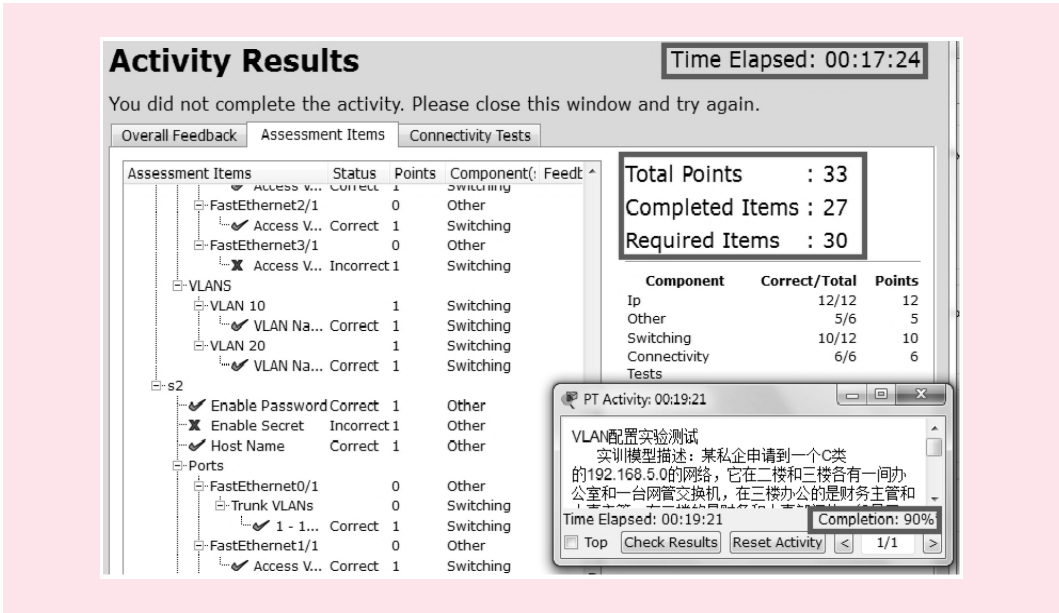 Activity Results
Time Elapsed: 00:17:24
You did not complete the activity. Please close this window and try again.
Overall Feedback Assessment Items Connectivity Tests
Assessment Items Status Points Component(: Feedt
Access V... Correct 1 Switching
FastEthernet2/1 0 Other
Access V... Correct 1 Switching
FastEthernet3/1 0 Other
Access V... Incorrect 1 Switching
VLANS
VLAN 10 1 Switching
VLAN Na... Correct 1 Switching
VLAN 20 1 Switching
VLAN Na... Correct 1 Switching
s2
Enable Password Correct 1 Other
Enable Secret Incorrect 1 Other
Host Name Correct 1 Other
Ports
FastEthernet0/1 0 Other
Trunk VLANs 0 Switching
1 - 1... Correct 1 Switching
FastEthernet1/1 0 Other
Access V... Correct 1 Switching
Total Points : 33
Completed Items : 27
Required Items : 30
Component Correct/Total Points
Ip 12/12 12
Other 5/6 5
Switching 10/12 10
Connectivity 6/6 6
Tests
PT Activity: 00:19:21
VLAN配置实验测试
实训模型描述：某私企申请到一个C类
的192.168.5.0的网络，它在二楼和三楼各有一间办
公室和一台网管交换机，在三楼办公的是财务主管和
Time Elapsed: 00:19:21 Completion: 90%
Top Check Results Reset Activity < 1/1 >